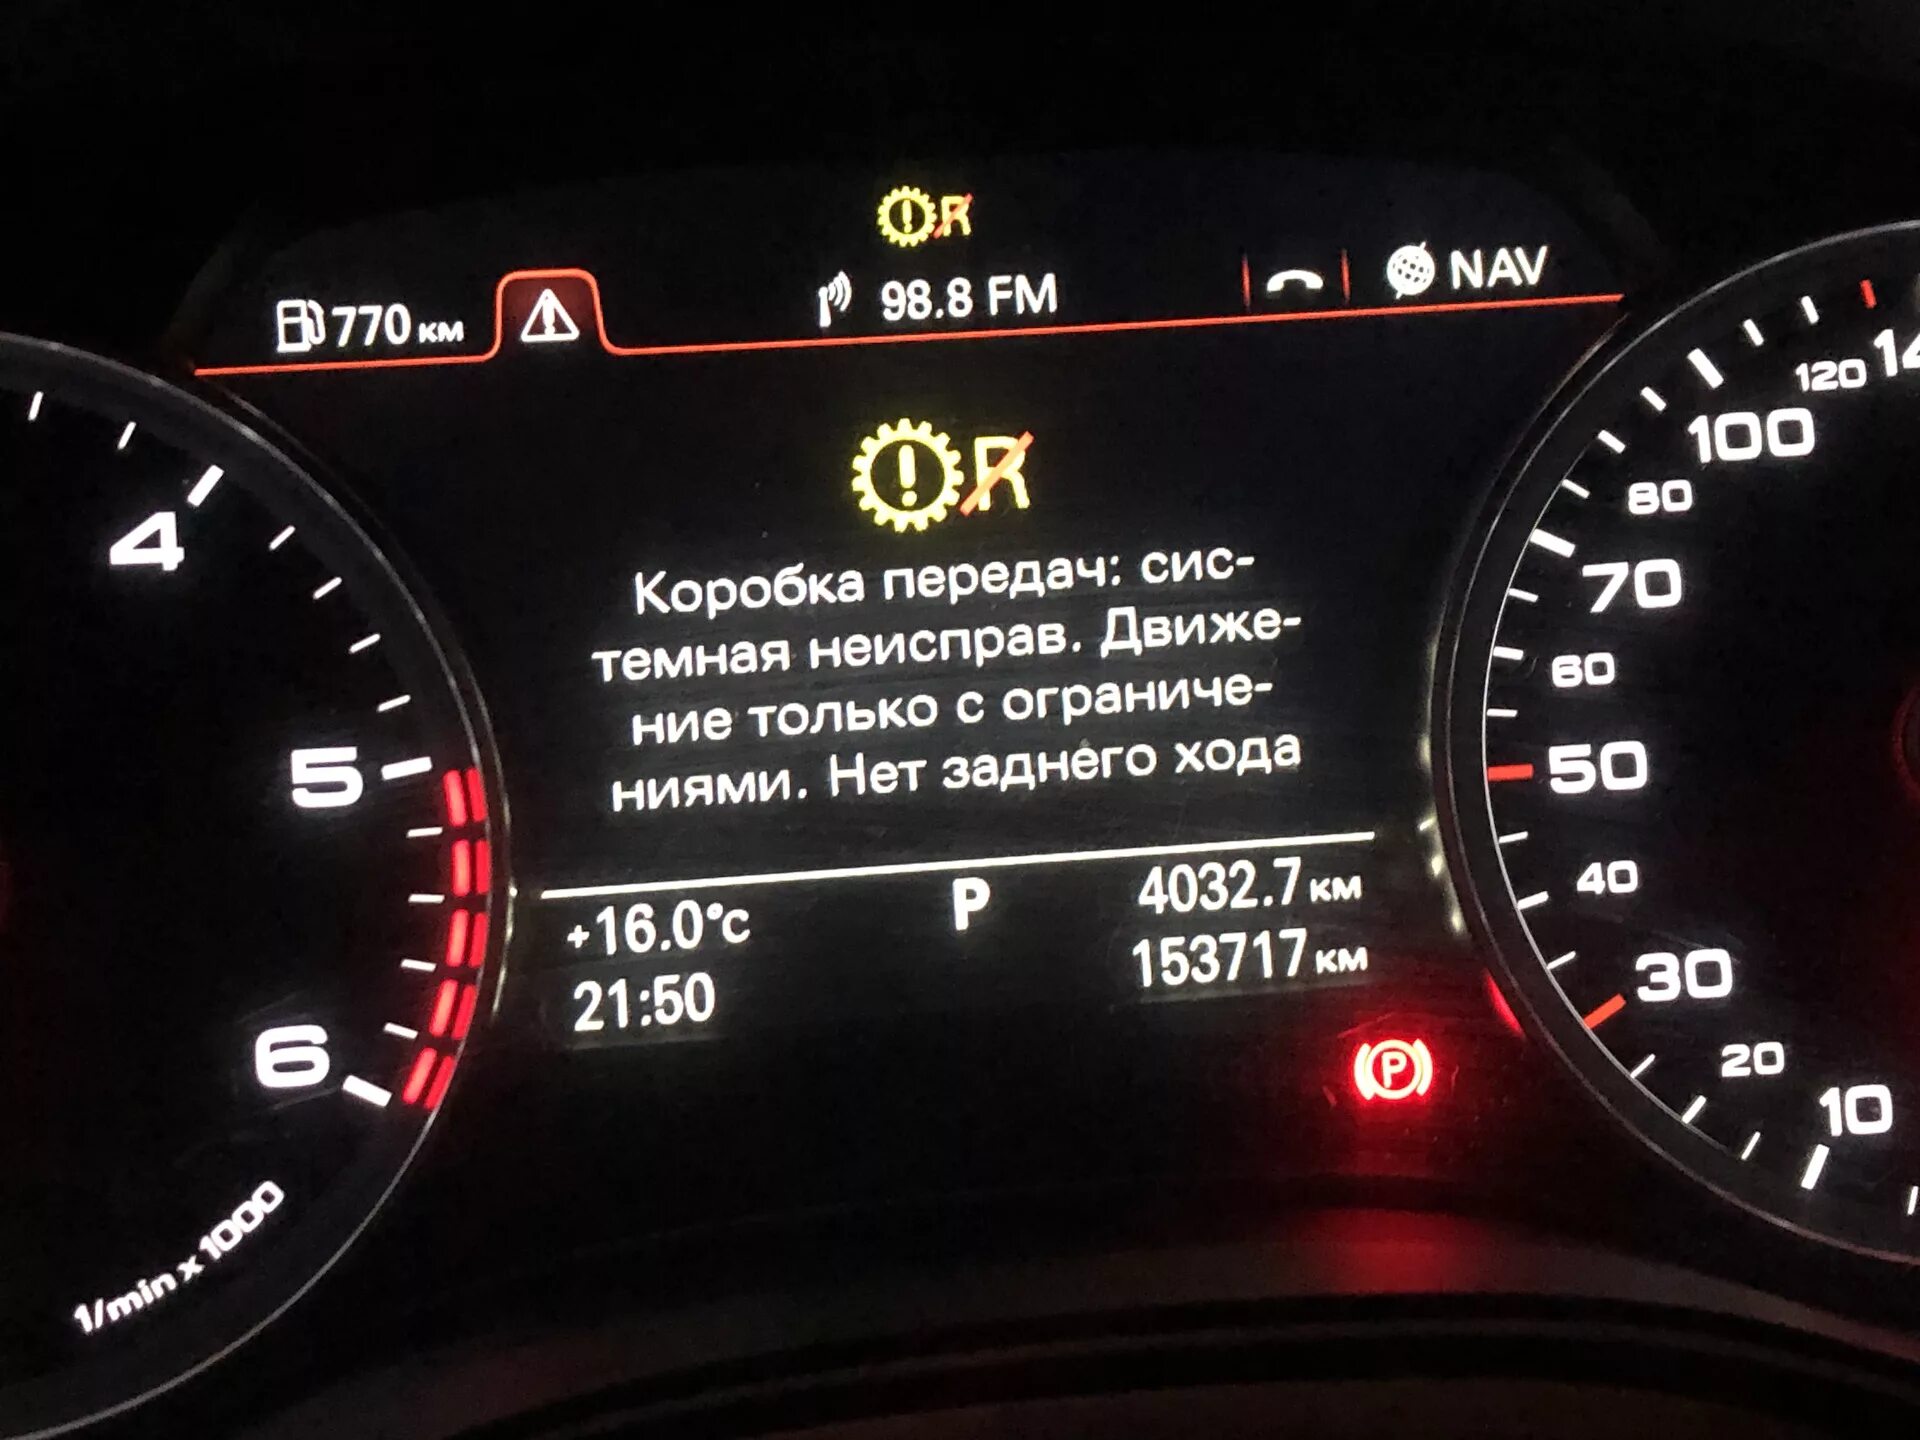 R
770 км
98.8 FM
NAV
R
Коробка передач: сис-
темная неисправ. Движе-
ние только с ограниче-
ниями. Нет заднего хода
+16.0°C P 4032.7 км
21:50 153717 км
P
4
5
6
1/min x 1000
120
100
80
70
60
50
40
30
20
10